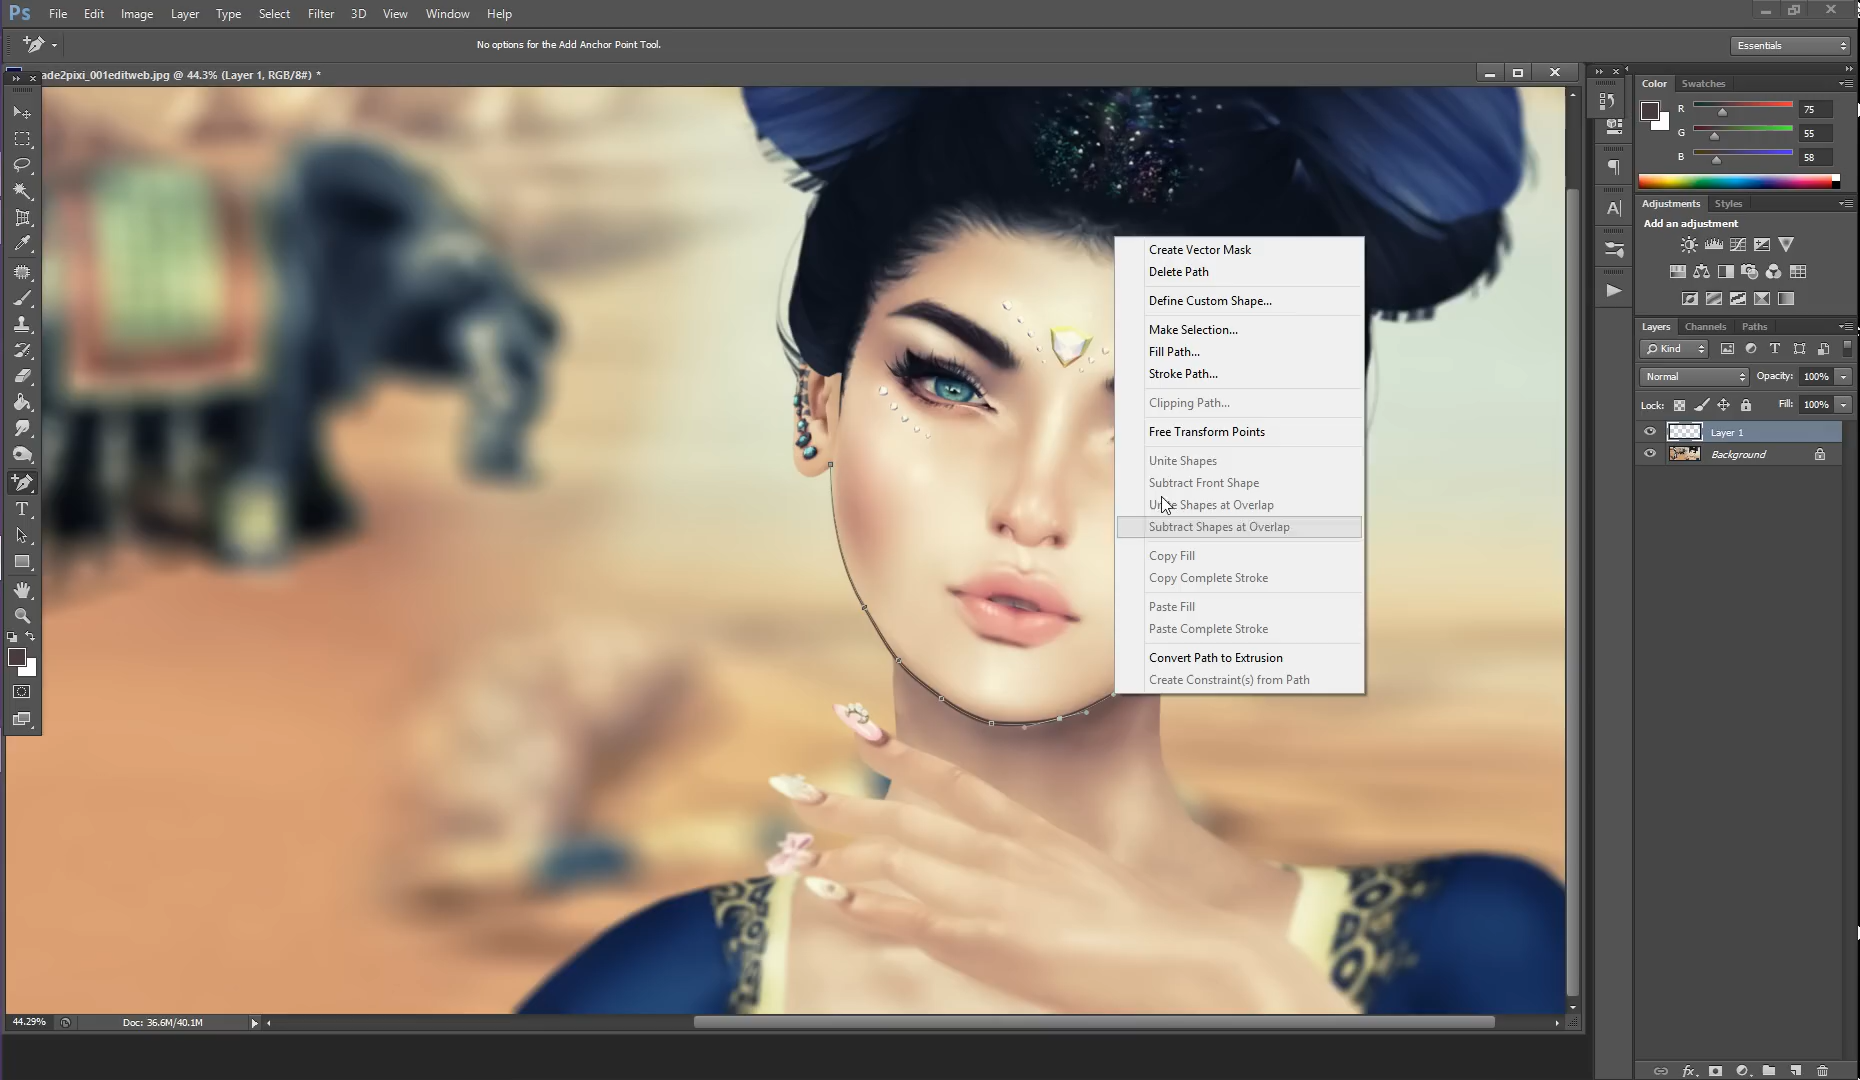 Ps File Edit Image Layer Type Select Filter 3D View Window Help
No options for the Add Anchor Point Tool.
Essentials
ade2pixi_001editweb.jpg @ 44.3% (Layer 1, RGB/8#) *
Color Swatches
R 75
G 55
B 58
Adjustments Styles
Add an adjustment
Layers Channels Paths
Kind
Normal Opacity: 100%
Lock: Fill: 100%
Layer 1
Background
Create Vector Mask
Delete Path
Define Custom Shape...
Make Selection...
Fill Path...
Stroke Path...
Clipping Path...
Free Transform Points
Unite Shapes
Subtract Front Shape
Shapes at Overlap
Subtract Shapes at Overlap
Copy Fill
Copy Complete Stroke
Paste Fill
Paste Complete Stroke
Convert Path to Extrusion
Create Constraint(s) from Path
44.29% Doc: 36.6M/40.1M
fx